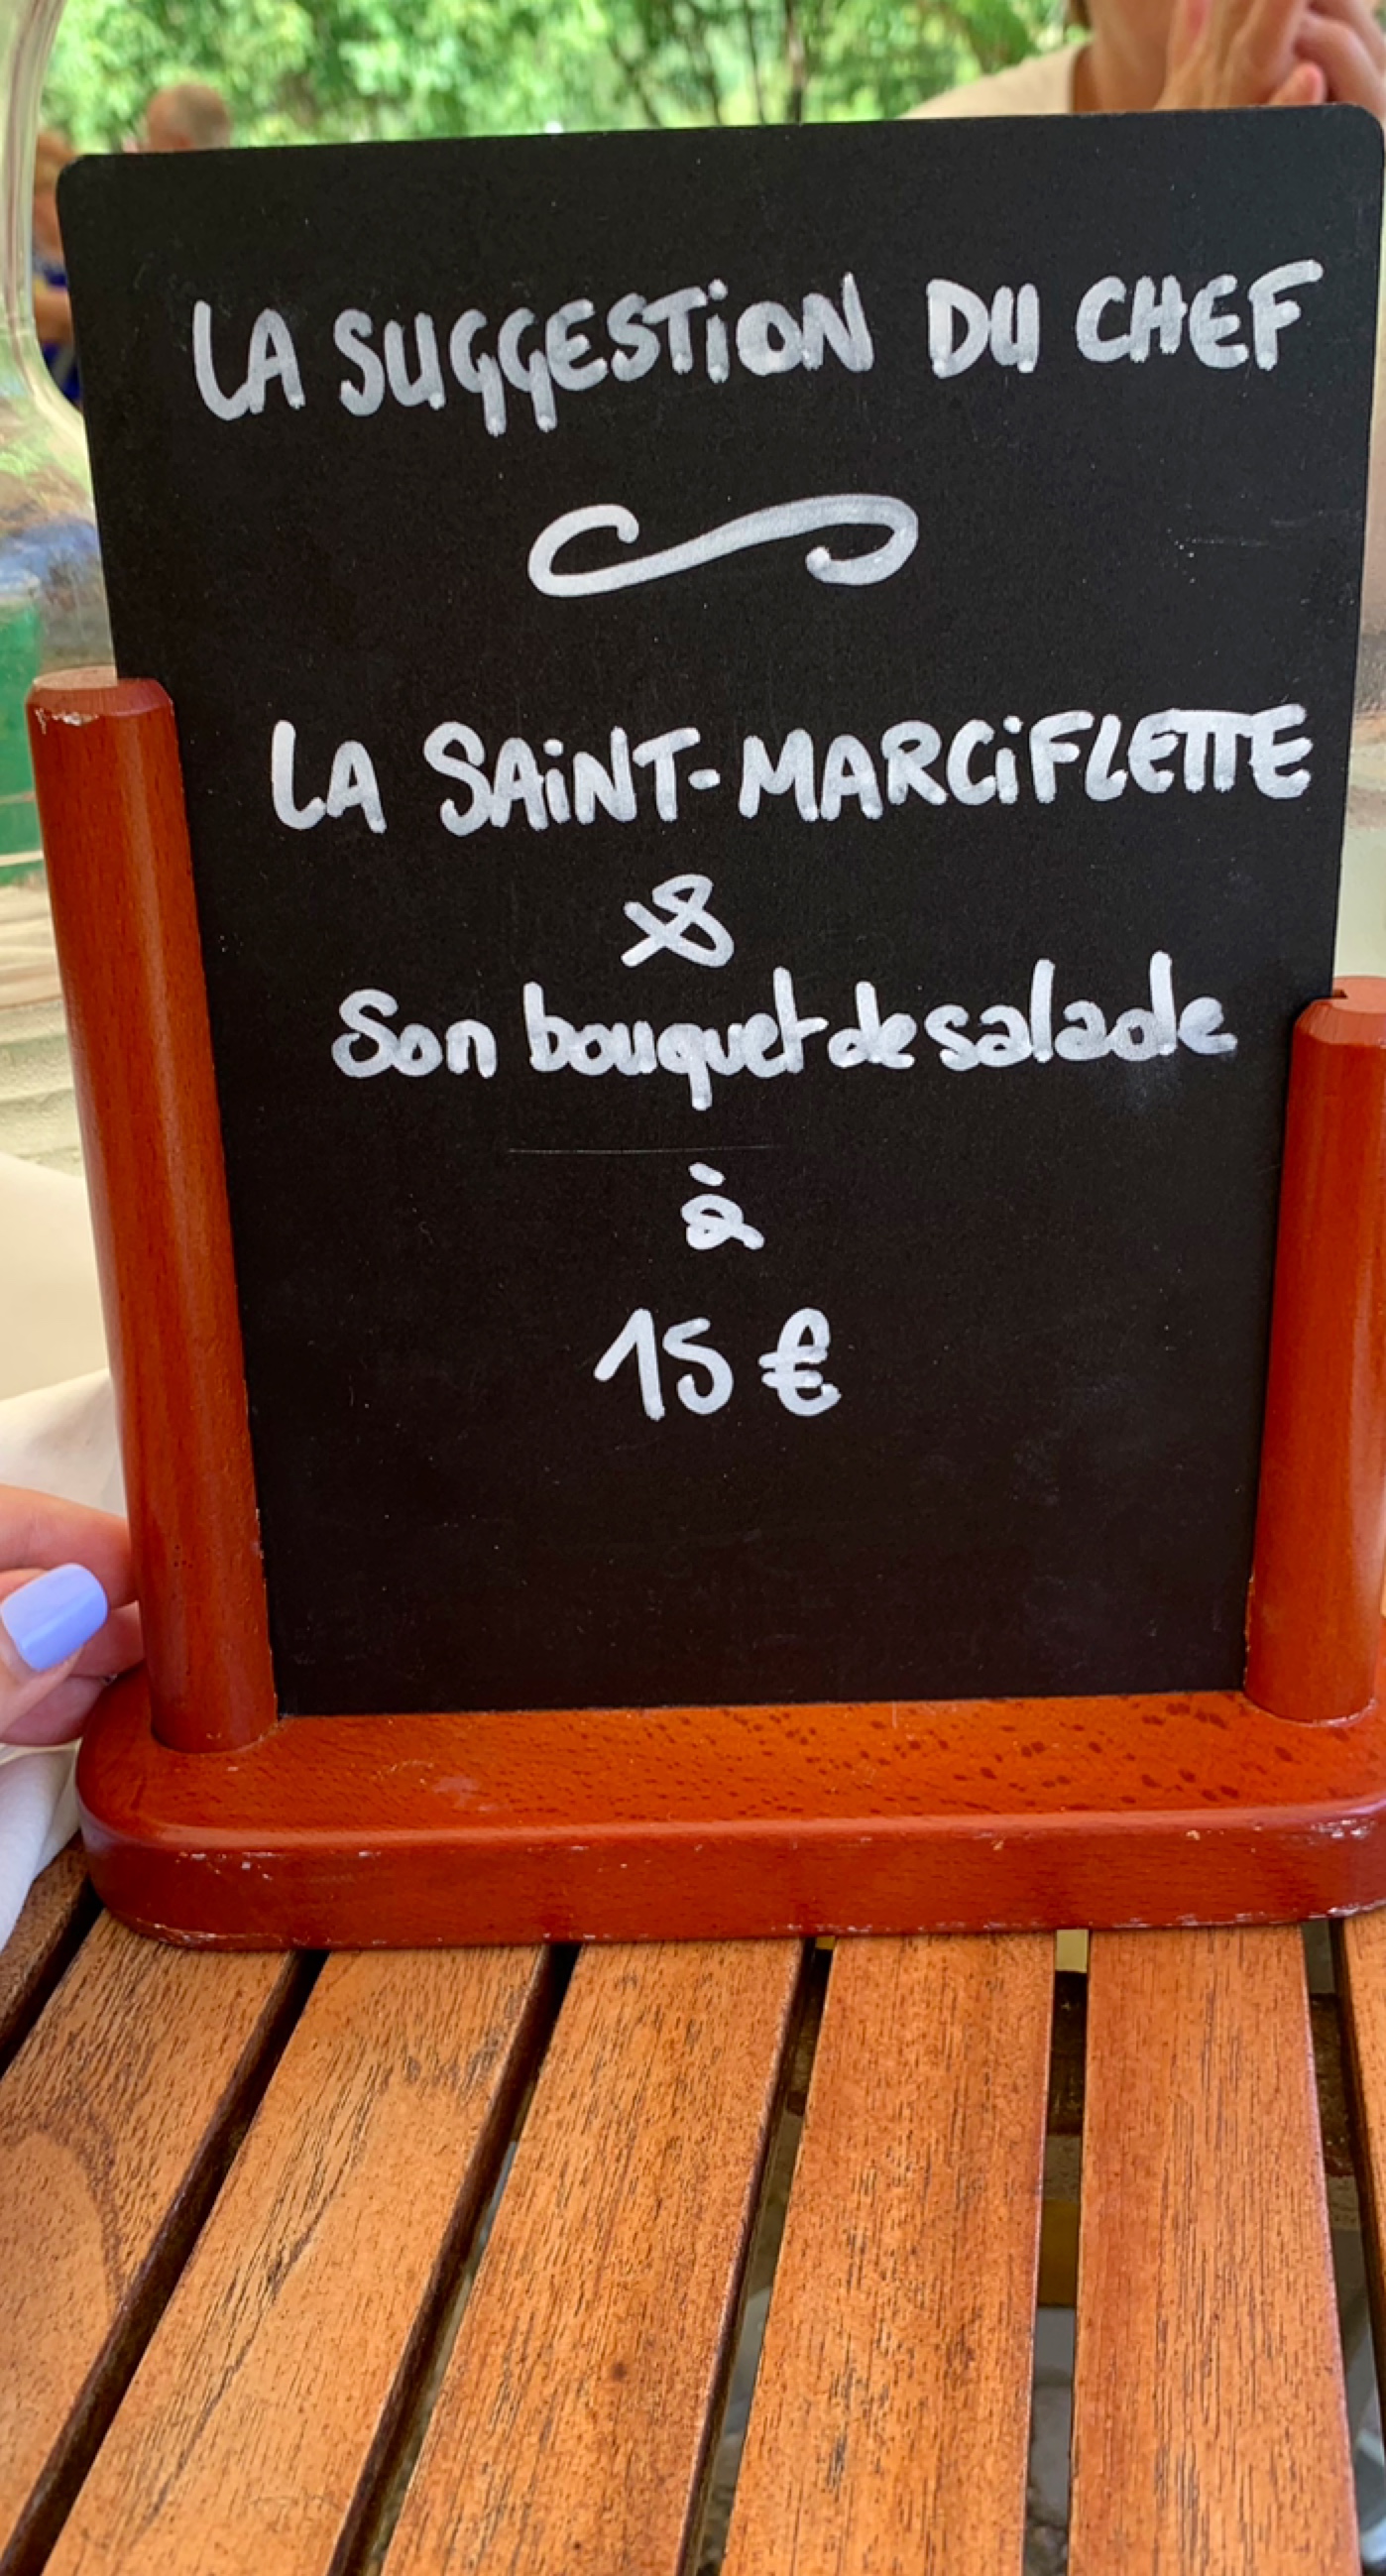 LA SUGGESTION DU CHEF
LA SAiNT-MARCiFLETTE
&
Son bouquet de salade
à
15 €